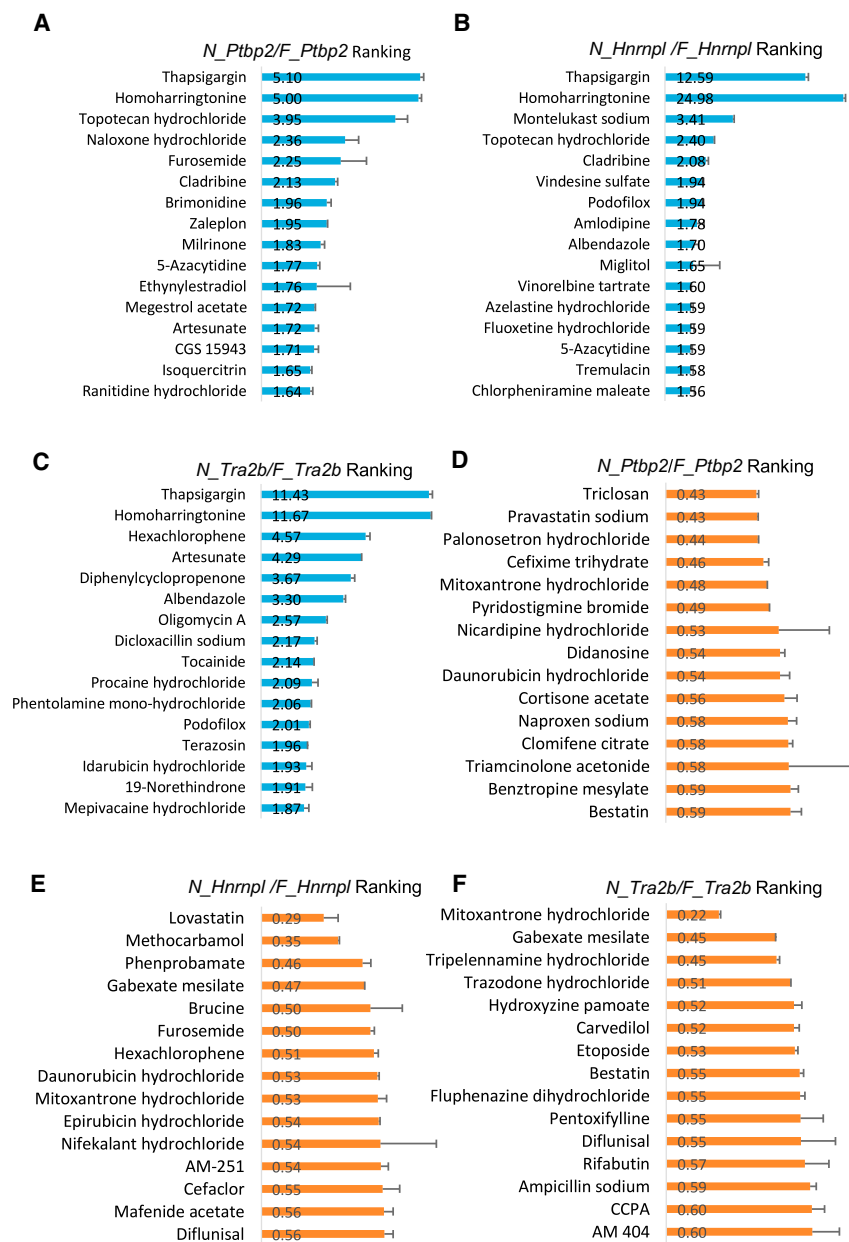 A
N_Ptbp2/F_Ptbp2 Ranking
Thapsigargin 5.10
Homoharringtonine 5.00
Topotecan hydrochloride 3.95
Naloxone hydrochloride 2.36
Furosemide 2.25
Cladribine 2.13
Brimonidine 1.96
Zaleplon 1.95
Milrinone 1.83
5-Azacytidine 1.77
Ethynylestradiol 1.76
Megestrol acetate 1.72
Artesunate 1.72
CGS 15943 1.71
Isoquercitrin 1.65
Ranitidine hydrochloride 1.64
B
N_Hnrnpl /F_Hnrnpl Ranking
Thapsigargin 12.59
Homoharringtonine 24.98
Montelukast sodium 3.41
Topotecan hydrochloride 2.40
Cladribine 2.08
Vindesine sulfate 1.94
Podofilox 1.94
Amlodipine 1.78
Albendazole 1.70
Miglitol 1.65
Vinorelbine tartrate 1.60
Azelastine hydrochloride 1.59
Fluoxetine hydrochloride 1.59
5-Azacytidine 1.59
Tremulacin 1.58
Chlorpheniramine maleate 1.56
C
N_Tra2b/F_Tra2b Ranking
Thapsigargin 11.43
Homoharringtonine 11.67
Hexachlorophene 4.57
Artesunate 4.29
Diphenylcyclopropenone 3.67
Albendazole 3.30
Oligomycin A 2.57
Dicloxacillin sodium 2.17
Tocainide 2.14
Procaine hydrochloride 2.09
Phentolamine mono-hydrochloride 2.06
Podofilox 2.01
Terazosin 1.96
Idarubicin hydrochloride 1.93
19-Norethindrone 1.91
Mepivacaine hydrochloride 1.87
D
N_Ptbp2/F_Ptbp2 Ranking
Triclosan 0.43
Pravastatin sodium 0.43
Palonosetron hydrochloride 0.44
Cefixime trihydrate 0.46
Mitoxantrone hydrochloride 0.48
Pyridostigmine bromide 0.49
Nicardipine hydrochloride 0.53
Didanosine 0.54
Daunorubicin hydrochloride 0.54
Cortisone acetate 0.56
Naproxen sodium 0.58
Clomifene citrate 0.58
Triamcinolone acetonide 0.58
Benztropine mesylate 0.59
Bestatin 0.59
E
N_Hnrnpl /F_Hnrnpl Ranking
Lovastatin 0.29
Methocarbamol 0.35
Phenprobamate 0.46
Gabexate mesilate 0.47
Brucine 0.50
Furosemide 0.50
Hexachlorophene 0.51
Daunorubicin hydrochloride 0.53
Mitoxantrone hydrochloride 0.53
Epirubicin hydrochloride 0.54
Nifekalant hydrochloride 0.54
AM-251 0.54
Cefaclor 0.55
Mafenide acetate 0.56
Diflunisal 0.56
F
N_Tra2b/F_Tra2b Ranking
Mitoxantrone hydrochloride 0.22
Gabexate mesilate 0.45
Tripelennamine hydrochloride 0.45
Trazodone hydrochloride 0.51
Hydroxyzine pamoate 0.52
Carvedilol 0.52
Etoposide 0.53
Bestatin 0.55
Fluphenazine dihydrochloride 0.55
Pentoxifylline 0.55
Diflunisal 0.55
Rifabutin 0.57
Ampicillin sodium 0.59
CCPA 0.60
AM 404 0.60